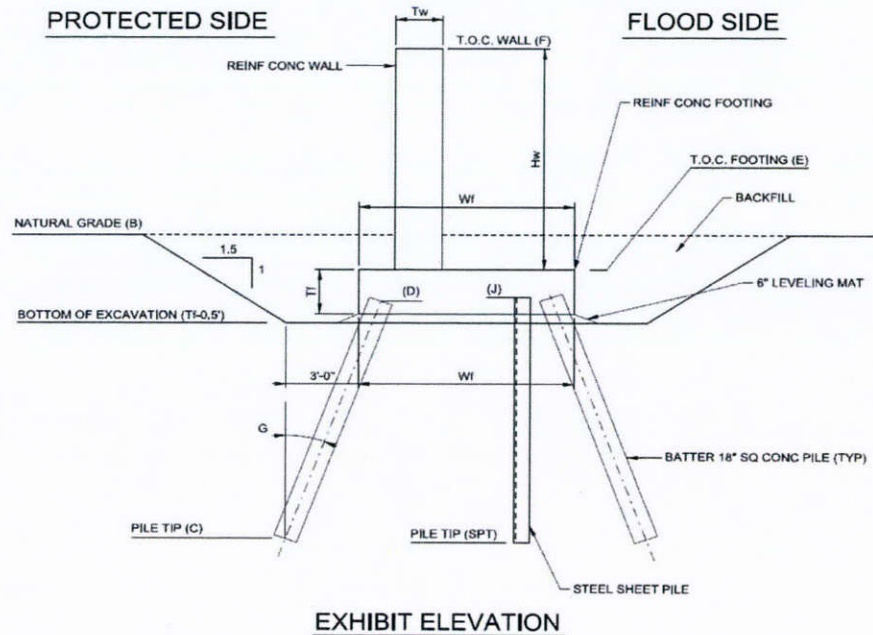 PROTECTED SIDE
Tw
FLOOD SIDE
T.O.C. WALL (F)
REINF CONC WALL
REINF CONC FOOTING
Hw
T.O.C. FOOTING (E)
Wf
BACKFILL
NATURAL GRADE (B)
1.5
1
Tf
(D)
(J)
6" LEVELING MAT
BOTTOM OF EXCAVATION (Tf-0.5')
3'-0"
Wf
G
BATTER 18" SQ CONC PILE (TYP)
PILE TIP (C)
PILE TIP (SPT)
STEEL SHEET PILE
EXHIBIT ELEVATION